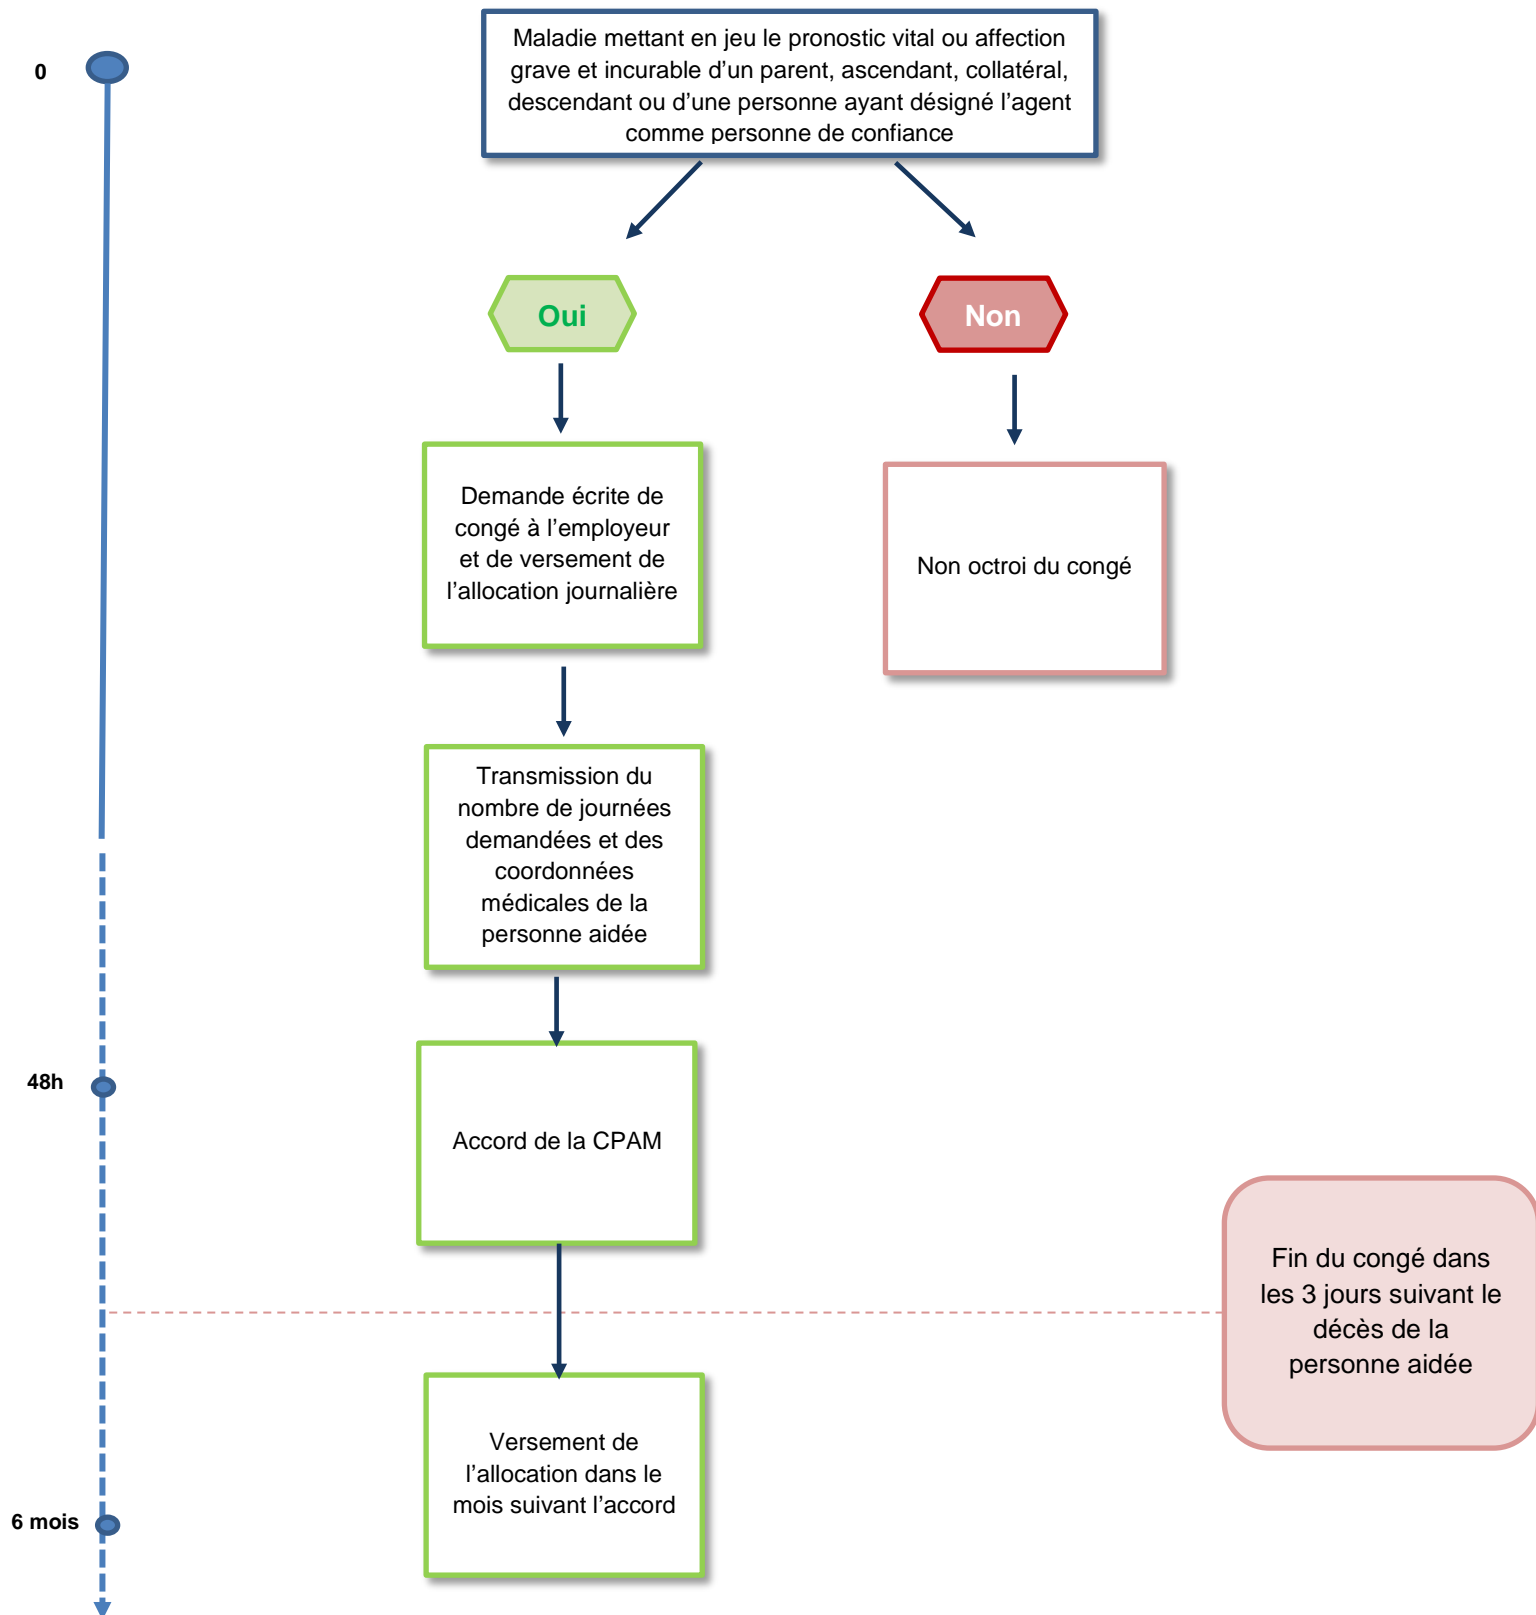 0
Maladie mettant en jeu le pronostic vital ou affection
grave et incurable d’un parent, ascendant, collatéral,
descendant ou d’une personne ayant désigné l’agent
comme personne de confiance
Oui
Non
Demande écrite de
congé à l’employeur
et de versement de
l’allocation journalière
Non octroi du congé
Transmission du
nombre de journées
demandées et des
coordonnées
médicales de la
personne aidée
48h
Accord de la CPAM
Fin du congé dans
les 3 jours suivant le
décès de la
personne aidée
Versement de
l’allocation dans le
mois suivant l’accord
6 mois